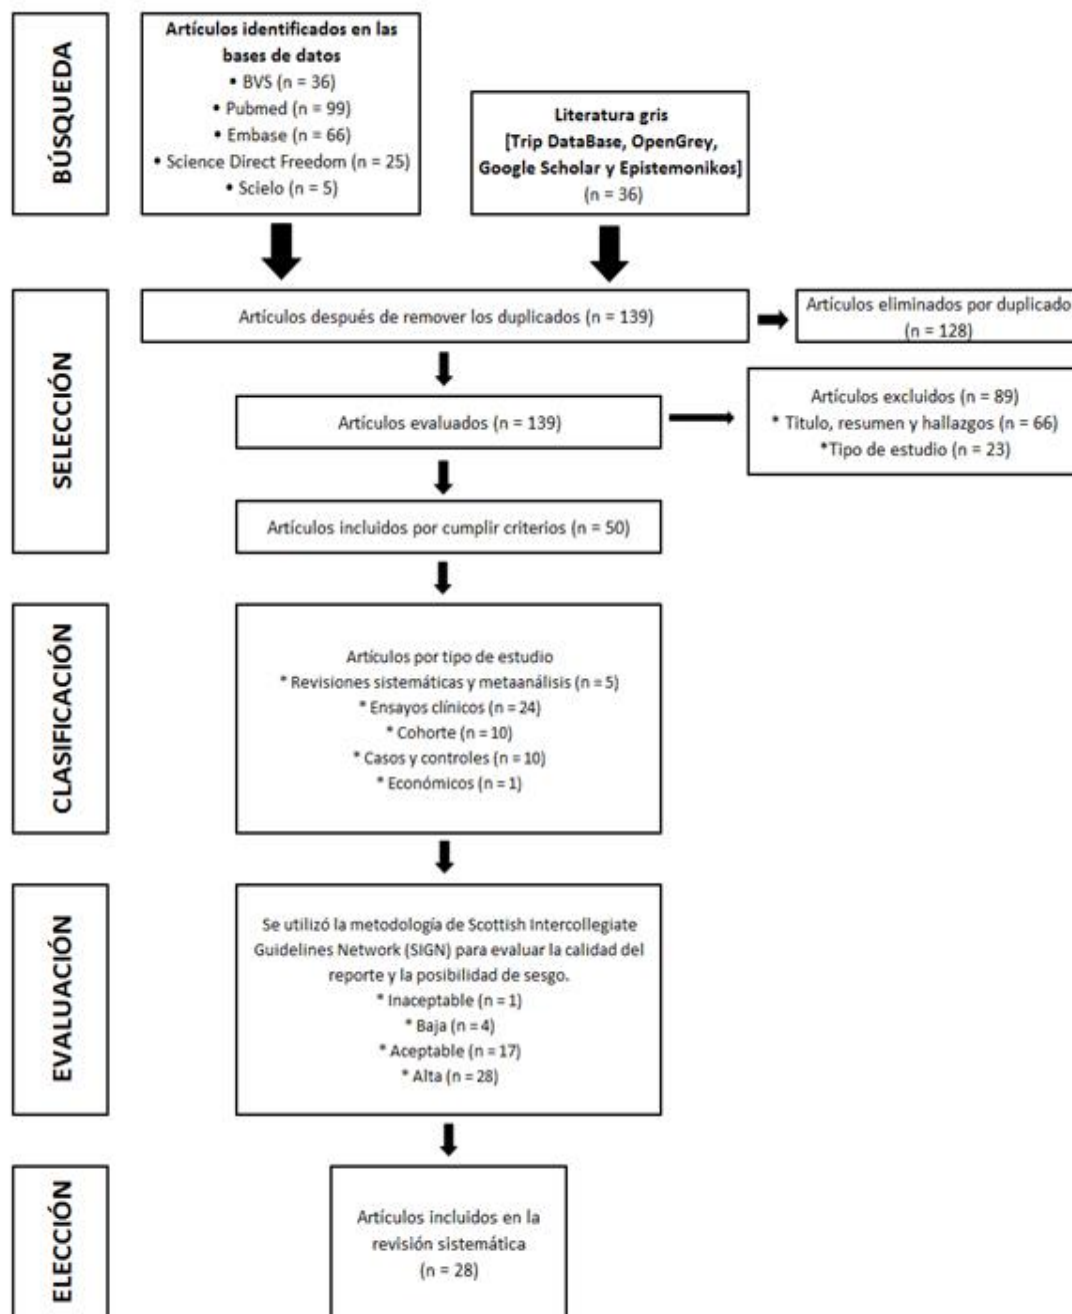 BÚSQUEDA
Artículos identificados en las
bases de datos
• BVS (n = 36)
• Pubmed (n = 99)
• Embase (n = 66)
• Science Direct Freedom (n = 25)
• Scielo (n = 5)
Literatura gris
[Trip DataBase, OpenGrey,
Google Scholar y Epistemonikos]
(n = 36)
SELECCIÓN
Artículos después de remover los duplicados (n = 139)
Artículos eliminados por duplicado
(n = 128)
Artículos evaluados (n = 139)
Artículos excluidos (n = 89)
* Titulo, resumen y hallazgos (n = 66)
*Tipo de estudio (n = 23)
Artículos incluidos por cumplir criterios (n = 50)
CLASIFICACIÓN
Artículos por tipo de estudio
* Revisiones sistemáticas y metaanálisis (n = 5)
* Ensayos clínicos (n = 24)
* Cohorte (n = 10)
* Casos y controles (n = 10)
* Económicos (n = 1)
EVALUACIÓN
Se utilizó la metodología de Scottish Intercollegiate
Guidelines Network (SIGN) para evaluar la calidad del
reporte y la posibilidad de sesgo.
* Inaceptable (n = 1)
* Baja (n = 4)
* Aceptable (n = 17)
* Alta (n = 28)
ELECCIÓN
Artículos incluidos en la
revisión sistemática
(n = 28)